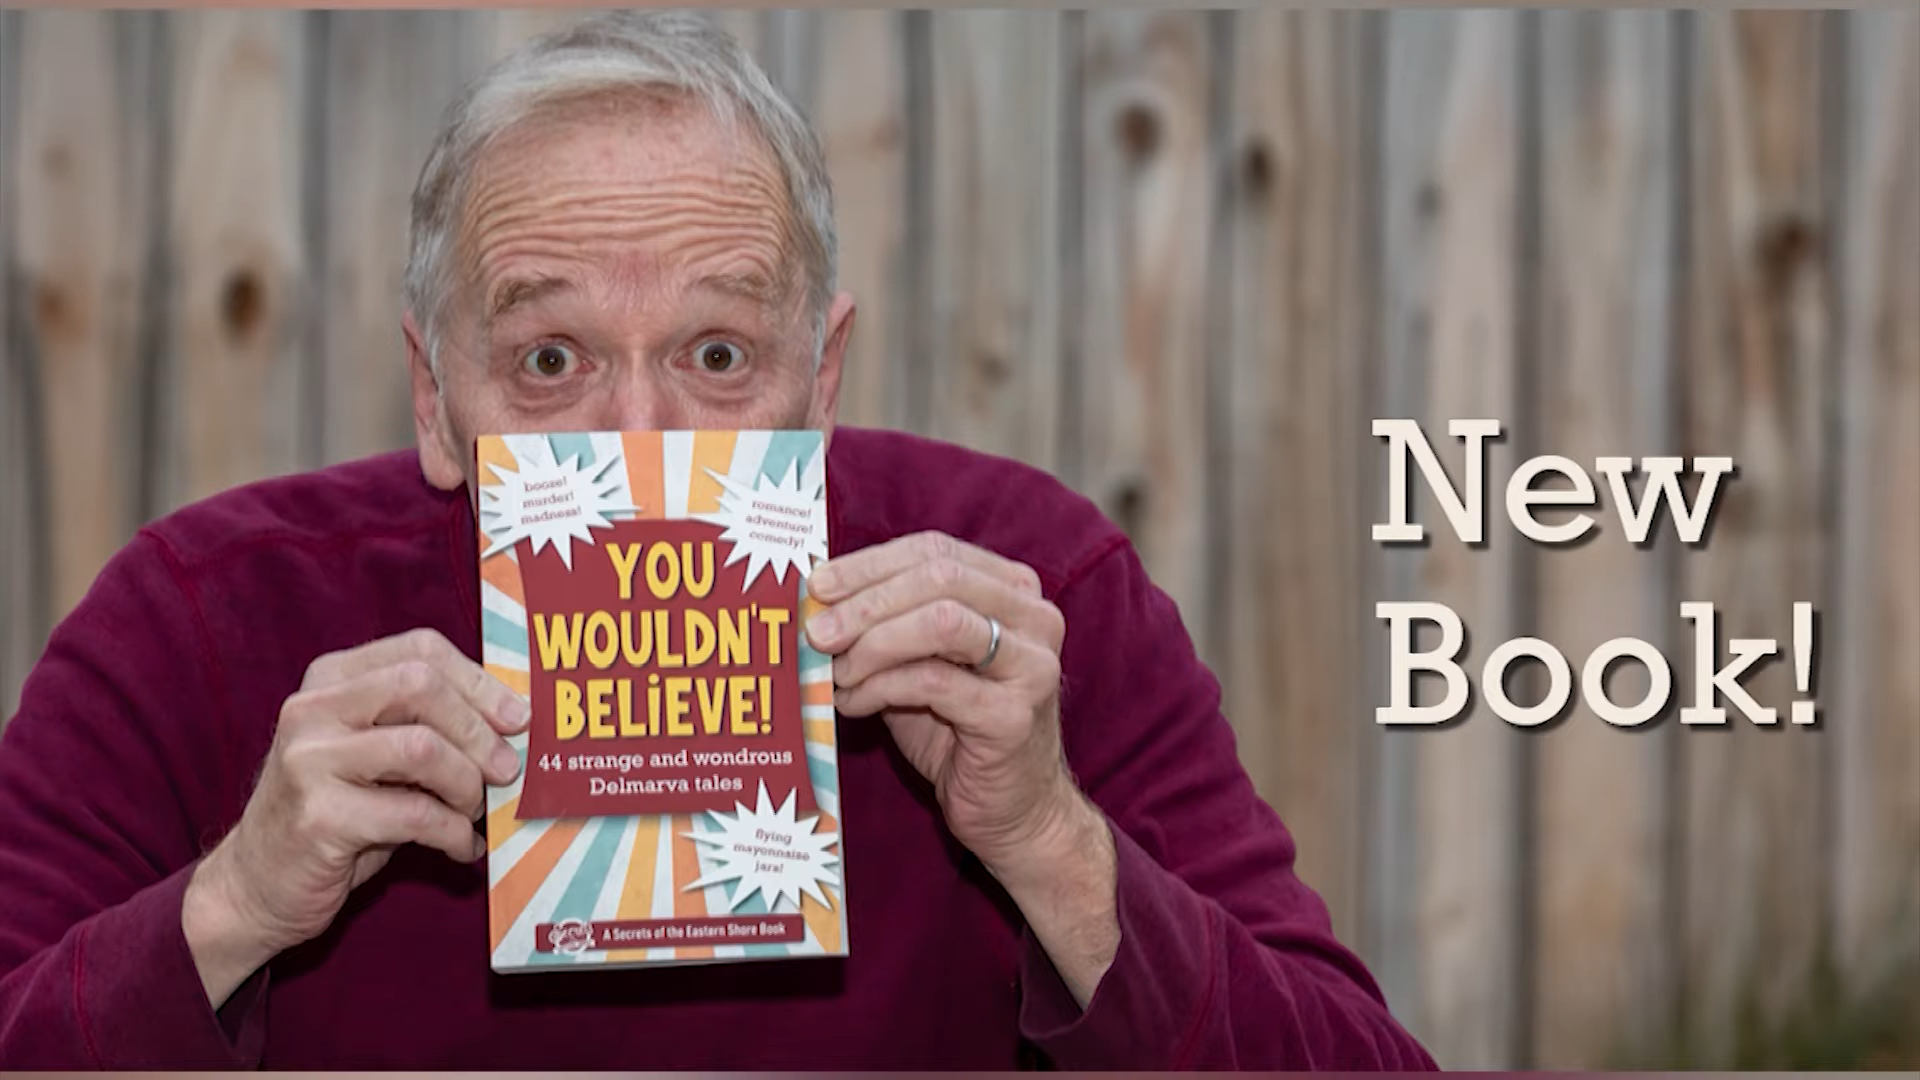 booze!
murder!
madness!
romance!
adventure!
comedy!
YOU
WOULDN'T
BELiEVE!
44 strange and wondrous
Delmarva tales
flying
mayonnaise
jars!
A Secrets of the Eastern Shore Book
New
Book!